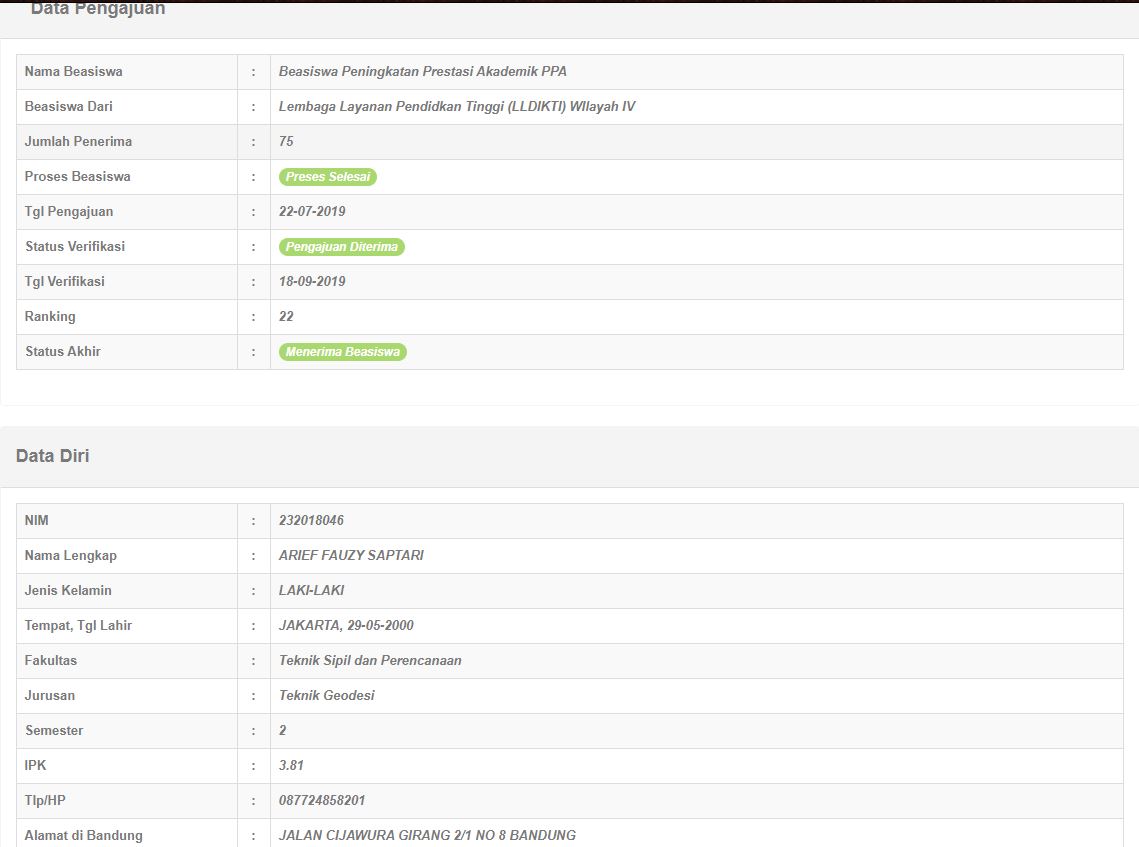 Data Pengajuan
Nama Beasiswa : Beasiswa Peningkatan Prestasi Akademik PPA
Beasiswa Dari : Lembaga Layanan Pendidkan Tinggi (LLDIKTI) WIlayah IV
Jumlah Penerima : 75
Proses Beasiswa : Preses Selesai
Tgl Pengajuan : 22-07-2019
Status Verifikasi : Pengajuan Diterima
Tgl Verifikasi : 18-09-2019
Ranking : 22
Status Akhir : Menerima Beasiswa
Data Diri
NIM : 232018046
Nama Lengkap : ARIEF FAUZY SAPTARI
Jenis Kelamin : LAKI-LAKI
Tempat, Tgl Lahir : JAKARTA, 29-05-2000
Fakultas : Teknik Sipil dan Perencanaan
Jurusan : Teknik Geodesi
Semester : 2
IPK : 3.81
Tlp/HP : 087724858201
Alamat di Bandung : JALAN CIJAWURA GIRANG 2/1 NO 8 BANDUNG